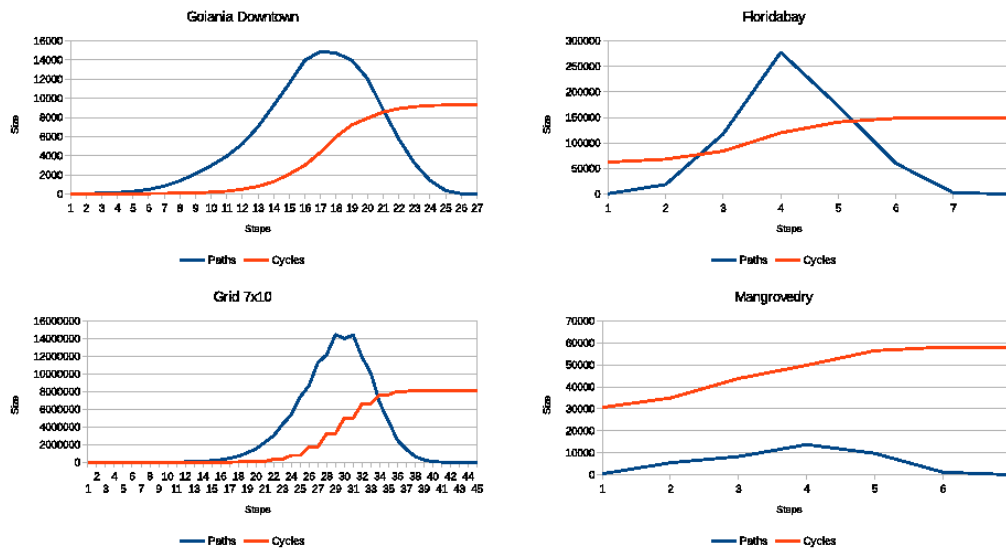 Goiania Downtown
16000
14000
12000
10000
8000
6000
4000
2000
0
Size
1 2 3 4 5 6 7 8 9 10 11 12 13 14 15 16 17 18 19 20 21 22 23 24 25 26 27
Steps
Paths Cycles
Floridabay
300000
250000
200000
150000
100000
50000
0
Size
1 2 3 4 5 6 7
Steps
Paths Cycles
Grid 7x10
16000000
14000000
12000000
10000000
8000000
6000000
4000000
2000000
0
Size
2 4 6 8 10 12 14 16 18 20 22 24 26 28 30 32 34 36 38 40 42 44
1 3 5 7 9 11 13 15 17 19 21 23 25 27 29 31 33 35 37 39 41 43 45
Steps
Paths Cycles
Mangrovedry
70000
60000
50000
40000
30000
20000
10000
0
Size
1 2 3 4 5 6
Steps
Paths Cycles